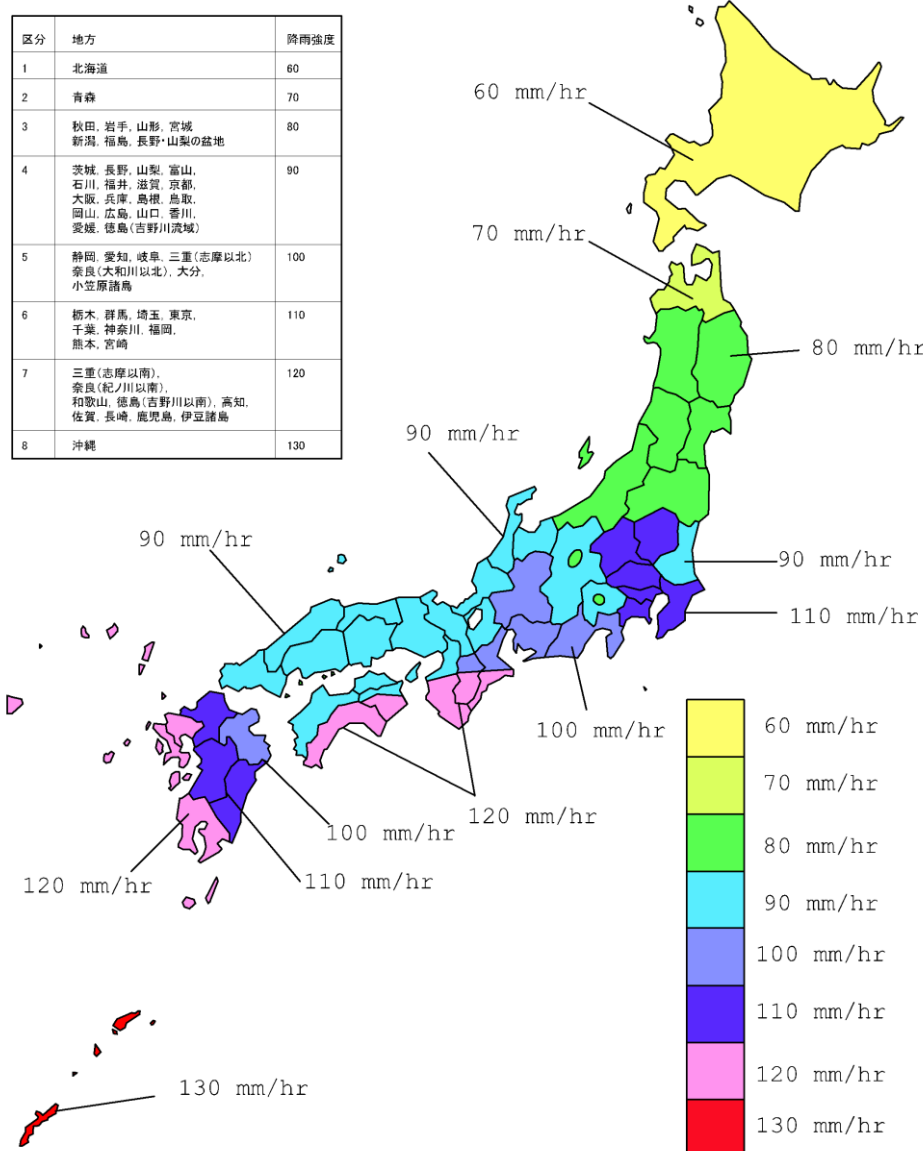 区分 地方 降雨強度
1 北海道 60
2 青森 70
3 秋田, 岩手, 山形, 宮城 80
新潟, 福島, 長野・山梨の盆地
4 茨城, 長野, 山梨, 富山, 90
石川, 福井, 滋賀, 京都,
大阪, 兵庫, 島根, 鳥取,
岡山, 広島, 山口, 香川,
愛媛, 徳島(吉野川流域)
5 静岡, 愛知, 岐阜, 三重(志摩以北) 100
奈良(大和川以北), 大分,
小笠原諸島
6 栃木, 群馬, 埼玉, 東京, 110
千葉, 神奈川, 福岡,
熊本, 宮崎
7 三重(志摩以南), 120
奈良(紀ノ川以南),
和歌山, 徳島(吉野川以南), 高知,
佐賀, 長崎, 鹿児島, 伊豆諸島
8 沖縄 130
60 mm/hr
70 mm/hr
80 mm/hr
90 mm/hr
90 mm/hr
90 mm/hr
110 mm/hr
100 mm/hr
120 mm/hr
100 mm/hr
110 mm/hr
120 mm/hr
130 mm/hr
60 mm/hr
70 mm/hr
80 mm/hr
90 mm/hr
100 mm/hr
110 mm/hr
120 mm/hr
130 mm/hr